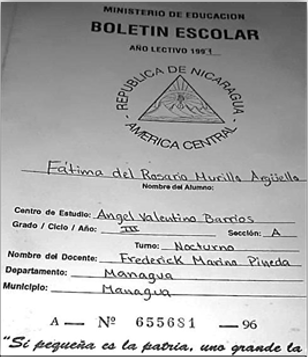 MINISTERIO DE EDUCACION
BOLETIN ESCOLAR
AÑO LECTIVO 1997
REPUBLICA DE NICARAGUA
AMERICA CENTRAL
Fátima del Rosario Murillo Argüello
Nombre del Alumno:
Centro de Estudio: Angel Valentino Barrios
Grado / Ciclo / Año: III Sección: A
Turno: Nocturno
Nombre del Docente: Frederick Marino Pineda
Departamento: Managua
Municipio: Managua
A — Nº 655681 — 96
"Si pequeña es la patria, uno grande la